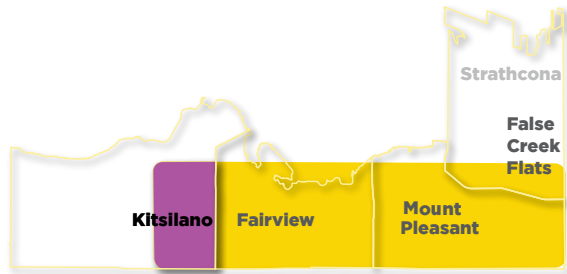 Strathcona
False
Creek
Flats
Kitsilano
Fairview
Mount
Pleasant